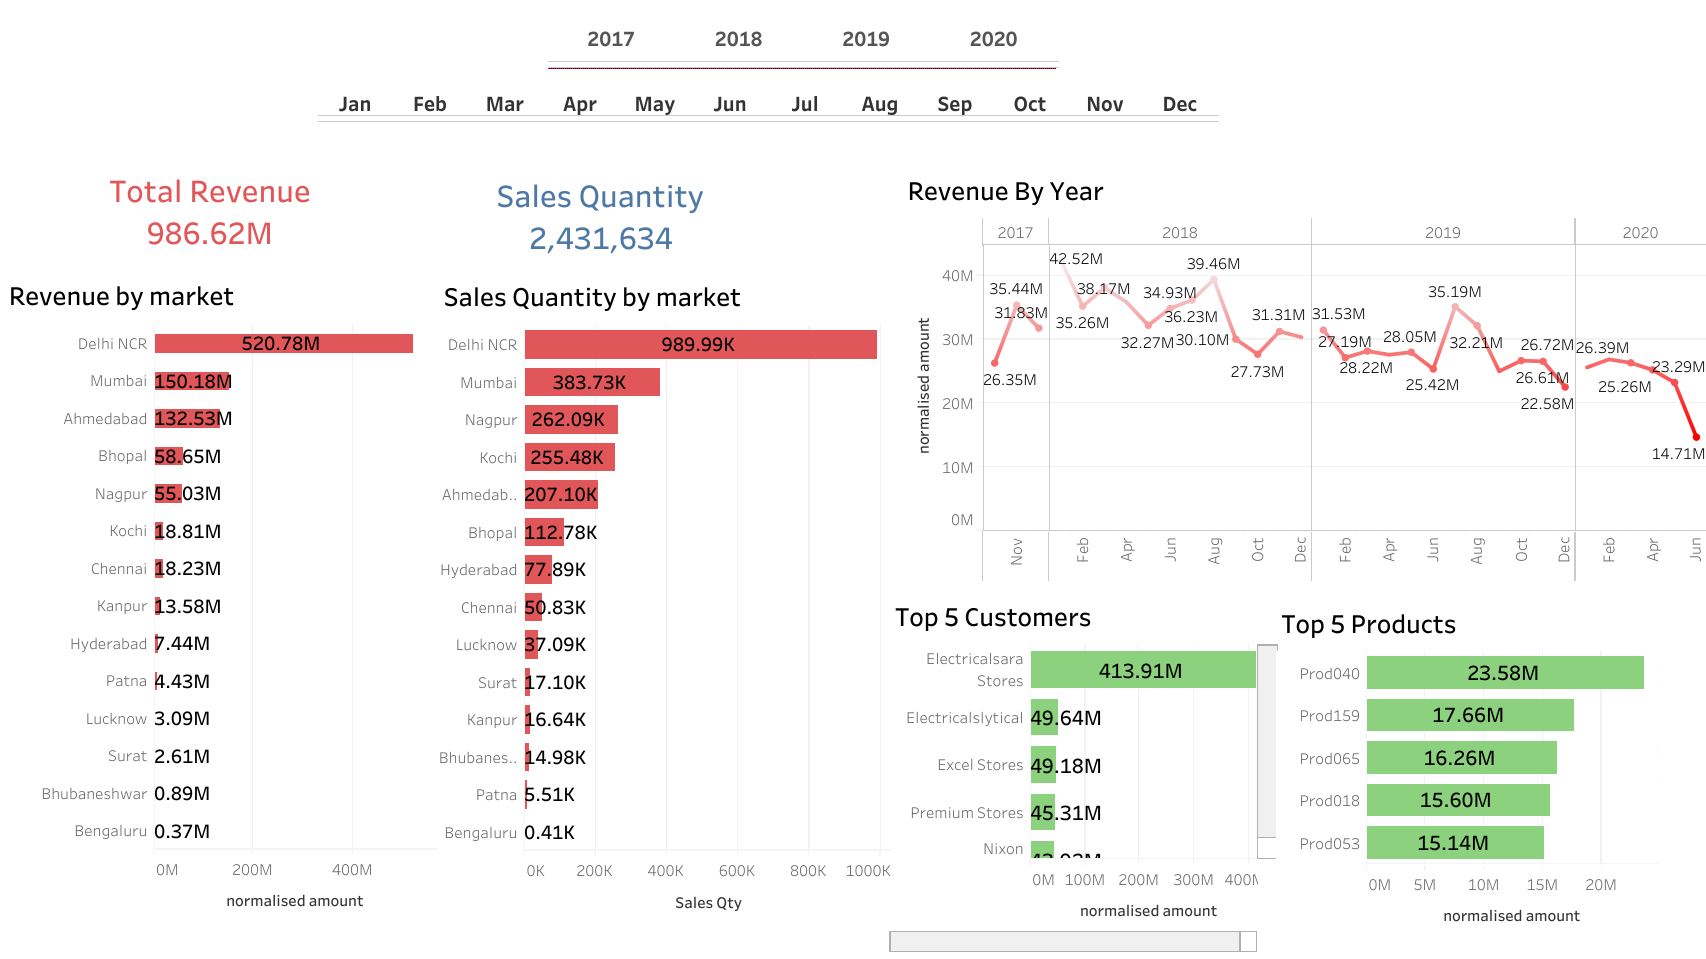 2017 2018 2019 2020
Jan Feb Mar Apr May Jun Jul Aug Sep Oct Nov Dec
Total Revenue
986.62M
Sales Quantity
2,431,634
Revenue by market
Delhi NCR 520.78M
Mumbai 150.18M
Ahmedabad 132.53M
Bhopal 58.65M
Nagpur 55.03M
Kochi 18.81M
Chennai 18.23M
Kanpur 13.58M
Hyderabad 7.44M
Patna 4.43M
Lucknow 3.09M
Surat 2.61M
Bhubaneshwar 0.89M
Bengaluru 0.37M
0M 200M 400M
normalised amount
Sales Quantity by market
Delhi NCR 989.99K
Mumbai 383.73K
Nagpur 262.09K
Kochi 255.48K
Ahmedab.. 207.10K
Bhopal 112.78K
Hyderabad 77.89K
Chennai 50.83K
Lucknow 37.09K
Surat 17.10K
Kanpur 16.64K
Bhubanes.. 14.98K
Patna 5.51K
Bengaluru 0.41K
0K 200K 400K 600K 800K 1000K
Sales Qty
Revenue By Year
2017 2018 2019 2020
normalised amount
40M
30M
20M
10M
0M
35.44M
31.83M
26.35M
42.52M
38.17M
35.26M
34.93M
36.23M
32.27M
39.46M
30.10M
27.73M
31.31M
31.53M
27.19M
28.22M
28.05M
25.42M
35.19M
32.21M
26.72M
26.61M
22.58M
26.39M
25.26M
23.29M
14.71M
Nov Feb Apr Jun Aug Oct Dec Feb Apr Jun Aug Oct Dec Feb Apr Jun
Top 5 Customers
Electricalsara
Stores 413.91M
Electricalslytical 49.64M
Excel Stores 49.18M
Premium Stores 45.31M
Nixon
0M 100M 200M 300M 400M
normalised amount
Top 5 Products
Prod040 23.58M
Prod159 17.66M
Prod065 16.26M
Prod018 15.60M
Prod053 15.14M
0M 5M 10M 15M 20M
normalised amount